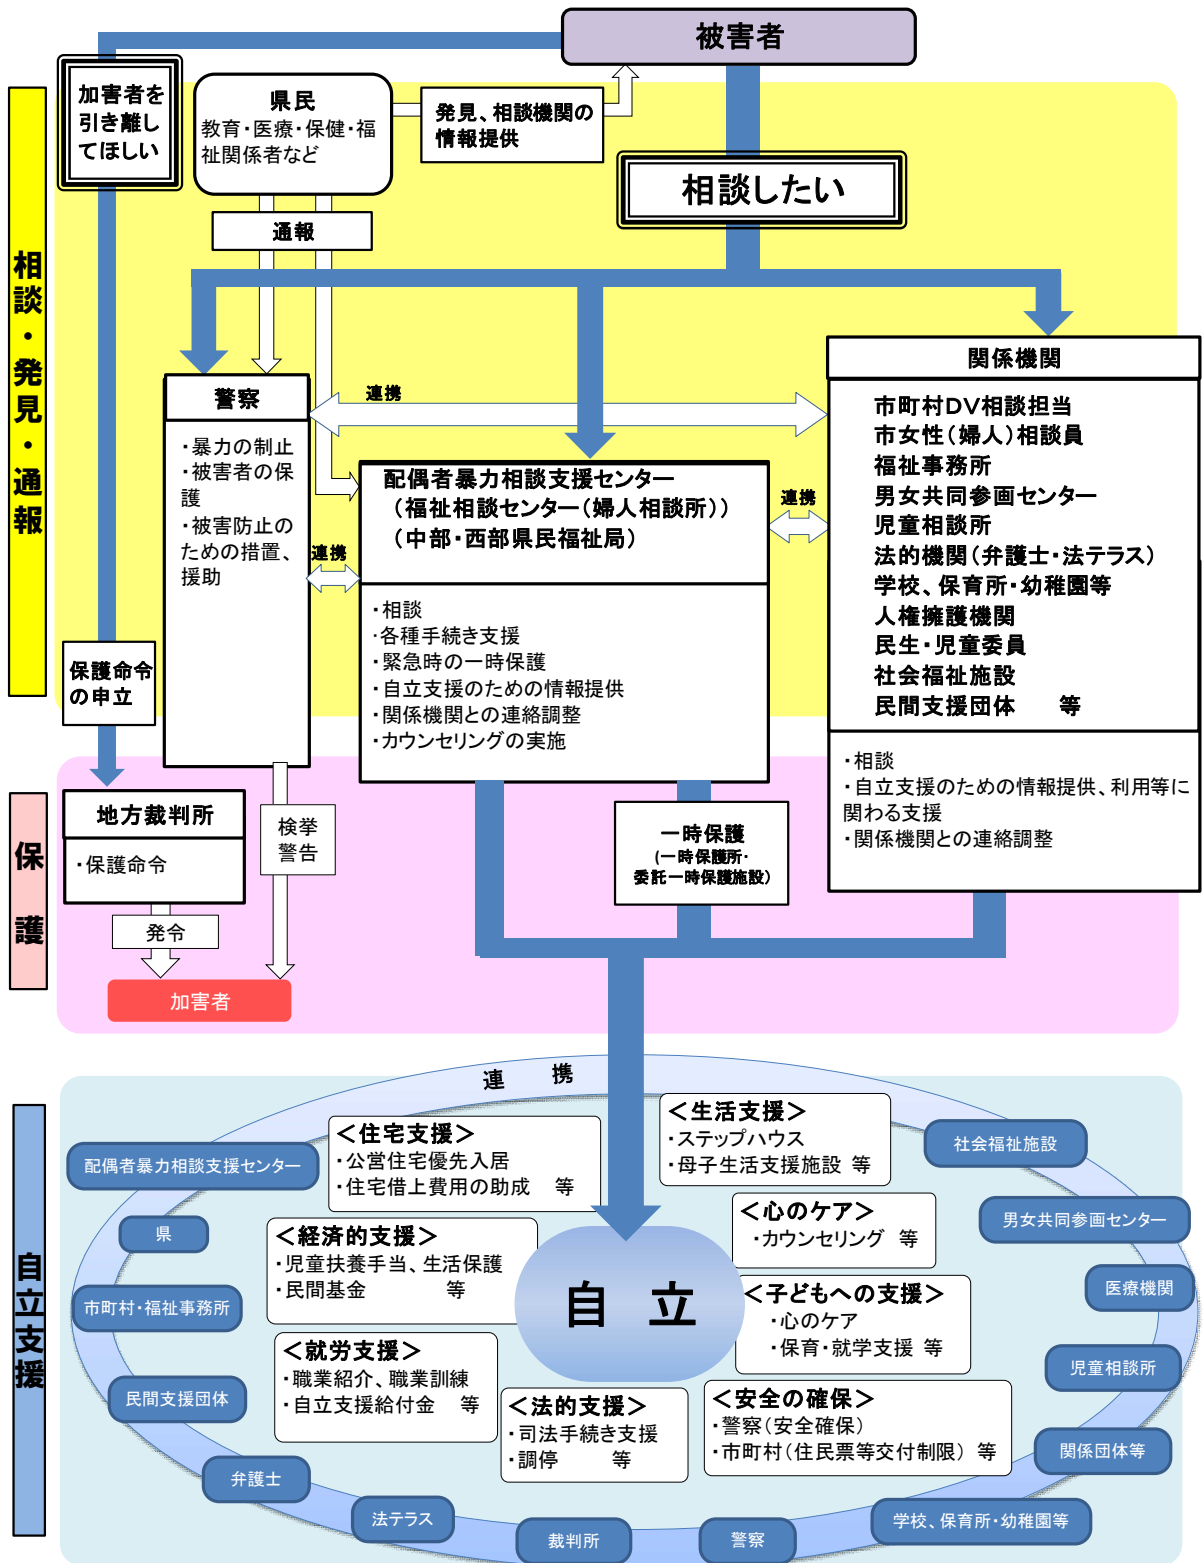 被害者
加害者を
引き離し
てほしい
県民
教育・医療・保健・福
祉関係者など
発見、相談機関の
情報提供
相談したい
通報
相談・発見・通報
警察
・暴力の制止
・被害者の保
護
・被害防止の
ための措置、
援助
連携
配偶者暴力相談支援センター
(福祉相談センター(婦人相談所))
(中部・西部県民福祉局)
・相談
・各種手続き支援
・緊急時の一時保護
・自立支援のための情報提供
・関係機関との連絡調整
・カウンセリングの実施
連携
連携
関係機関
市町村DV相談担当
市女性(婦人)相談員
福祉事務所
男女共同参画センター
児童相談所
法的機関(弁護士・法テラス)
学校、保育所・幼稚園等
人権擁護機関
民生・児童委員
社会福祉施設
民間支援団体　等
・相談
・自立支援のための情報提供、利用等に
関わる支援
・関係機関との連絡調整
保護命令
の申立
保護
地方裁判所
・保護命令
検挙
警告
発令
加害者
一時保護
(一時保護所・
委託一時保護施設)
自立支援
連　携
<住宅支援>
・公営住宅優先入居
・住宅借上費用の助成　等
<生活支援>
・ステップハウス
・母子生活支援施設 等
<経済的支援>
・児童扶養手当、生活保護
・民間基金　等
<心のケア>
・カウンセリング 等
自 立
<子どもへの支援>
・心のケア
・保育・就学支援 等
<就労支援>
・職業紹介、職業訓練
・自立支援給付金　等
<法的支援>
・司法手続き支援
・調停　等
<安全の確保>
・警察(安全確保)
・市町村(住民票等交付制限) 等
配偶者暴力相談支援センター
県
市町村・福祉事務所
民間支援団体
弁護士
法テラス
裁判所
警察
学校、保育所・幼稚園等
関係団体等
児童相談所
医療機関
男女共同参画センター
社会福祉施設